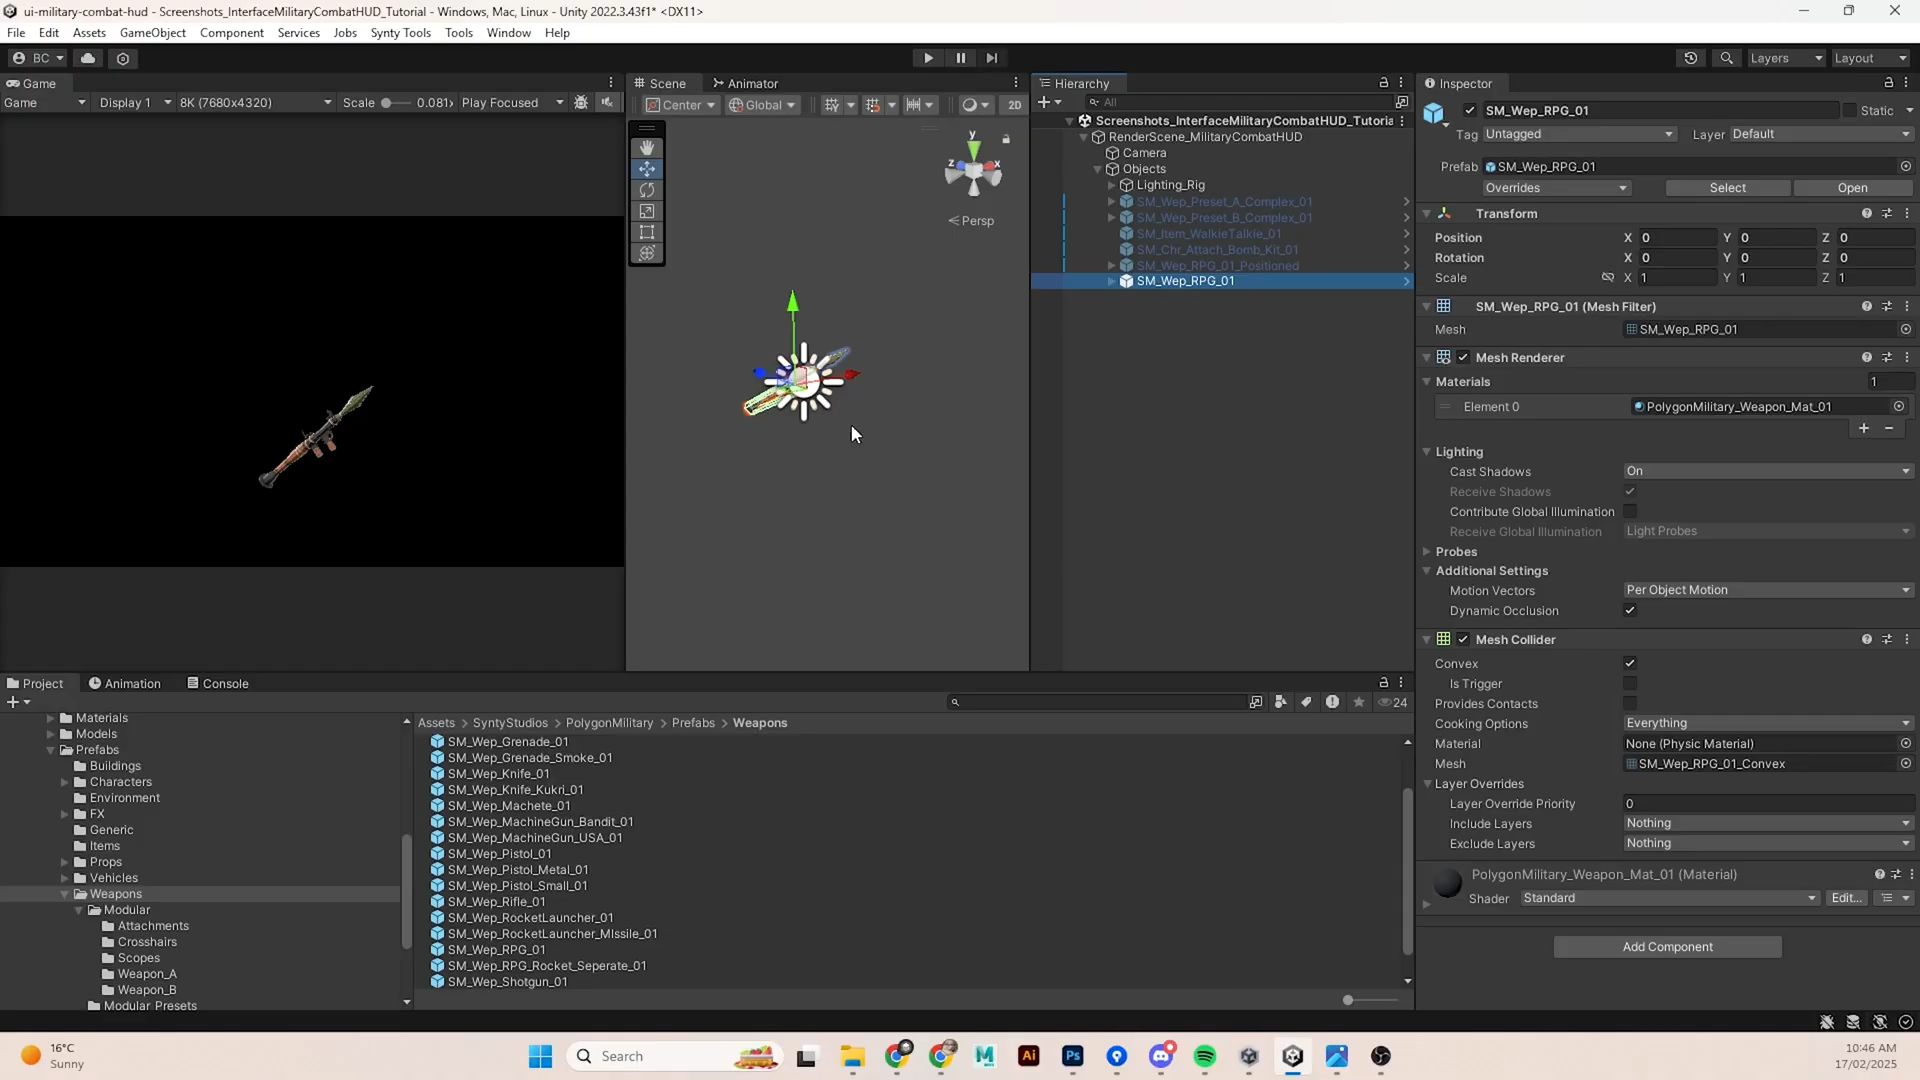 ui-military-combat-hud - Screenshots_InterfaceMilitaryCombatHUD_Tutorial - Windows, Mac, Linux - Unity 2022.3.43f1* <DX11>
File Edit Assets GameObject Component Services Jobs Synty Tools Tools Window Help
BC Layers Layout
Game
Game Display 1 8K (7680x4320) Scale 0.081x Play Focused
Scene Animator
Center Global 2D
y
z x
Persp
Hierarchy
All
Screenshots_InterfaceMilitaryCombatHUD_Tutoria
RenderScene_MilitaryCombatHUD
Camera
Objects
Lighting_Rig
SM_Wep_Preset_A_Complex_01
SM_Wep_Preset_B_Complex_01
SM_Item_WalkieTalkie_01
SM_Chr_Attach_Bomb_Kit_01
SM_Wep_RPG_01_Positioned
SM_Wep_RPG_01
Inspector
SM_Wep_RPG_01 Static
Tag Untagged Layer Default
Prefab SM_Wep_RPG_01
Overrides Select Open
Transform
Position X 0 Y 0 Z 0
Rotation X 0 Y 0 Z 0
Scale X 1 Y 1 Z 1
SM_Wep_RPG_01 (Mesh Filter)
Mesh SM_Wep_RPG_01
Mesh Renderer
Materials 1
Element 0 PolygonMilitary_Weapon_Mat_01
Lighting
Cast Shadows On
Receive Shadows
Contribute Global Illumination
Receive Global Illumination Light Probes
Probes
Additional Settings
Motion Vectors Per Object Motion
Dynamic Occlusion
Mesh Collider
Convex
Is Trigger
Provides Contacts
Cooking Options Everything
Material None (Physic Material)
Mesh SM_Wep_RPG_01_Convex
Layer Overrides
Layer Override Priority 0
Include Layers Nothing
Exclude Layers Nothing
PolygonMilitary_Weapon_Mat_01 (Material)
Shader Standard Edit...
Add Component
Project Animation Console
24
Materials
Models
Prefabs
Buildings
Characters
Environment
FX
Generic
Items
Props
Vehicles
Weapons
Modular
Attachments
Crosshairs
Scopes
Weapon_A
Weapon_B
Modular Presets
Assets > SyntyStudios > PolygonMilitary > Prefabs > Weapons
SM_Wep_Grenade_01
SM_Wep_Grenade_Smoke_01
SM_Wep_Knife_01
SM_Wep_Knife_Kukri_01
SM_Wep_Machete_01
SM_Wep_MachineGun_Bandit_01
SM_Wep_MachineGun_USA_01
SM_Wep_Pistol_01
SM_Wep_Pistol_Metal_01
SM_Wep_Pistol_Small_01
SM_Wep_Rifle_01
SM_Wep_RocketLauncher_01
SM_Wep_RocketLauncher_MIssile_01
SM_Wep_RPG_01
SM_Wep_RPG_Rocket_Seperate_01
SM_Wep_Shotgun_01
16°C
Sunny
Search
M Ai Ps
10:46 AM
17/02/2025